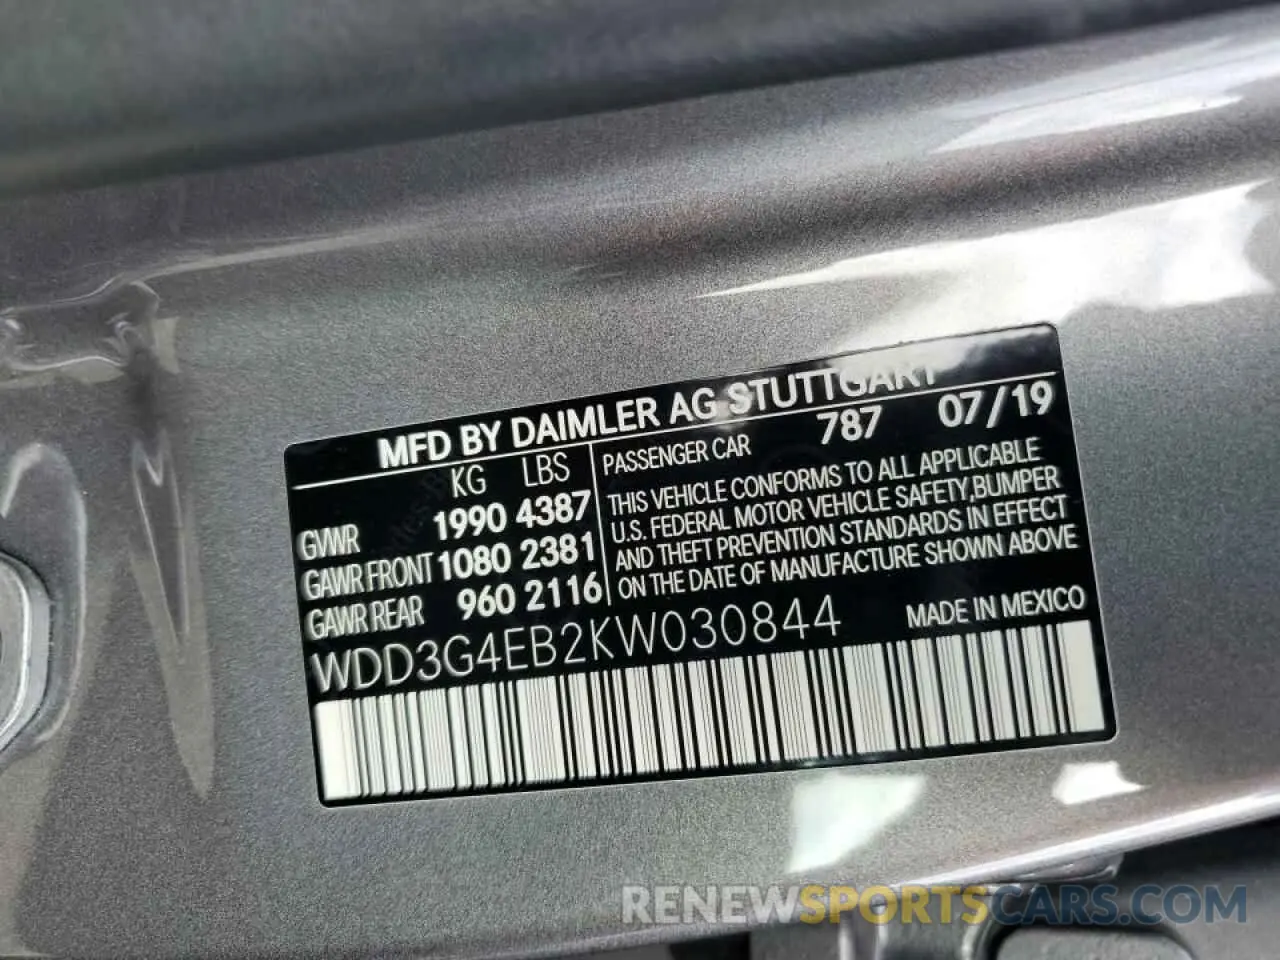 MFD BY DAIMLER AG STUTTGART
KG LBS
GVWR 1990 4387
GAWR FRONT 1080 2381
GAWR REAR 960 2116
PASSENGER CAR 787 07/19
THIS VEHICLE CONFORMS TO ALL APPLICABLE
U.S. FEDERAL MOTOR VEHICLE SAFETY,BUMPER
AND THEFT PREVENTION STANDARDS IN EFFECT
ON THE DATE OF MANUFACTURE SHOWN ABOVE
WDD3G4EB2KW030844 MADE IN MEXICO
RENEWSPORTSCARS.COM